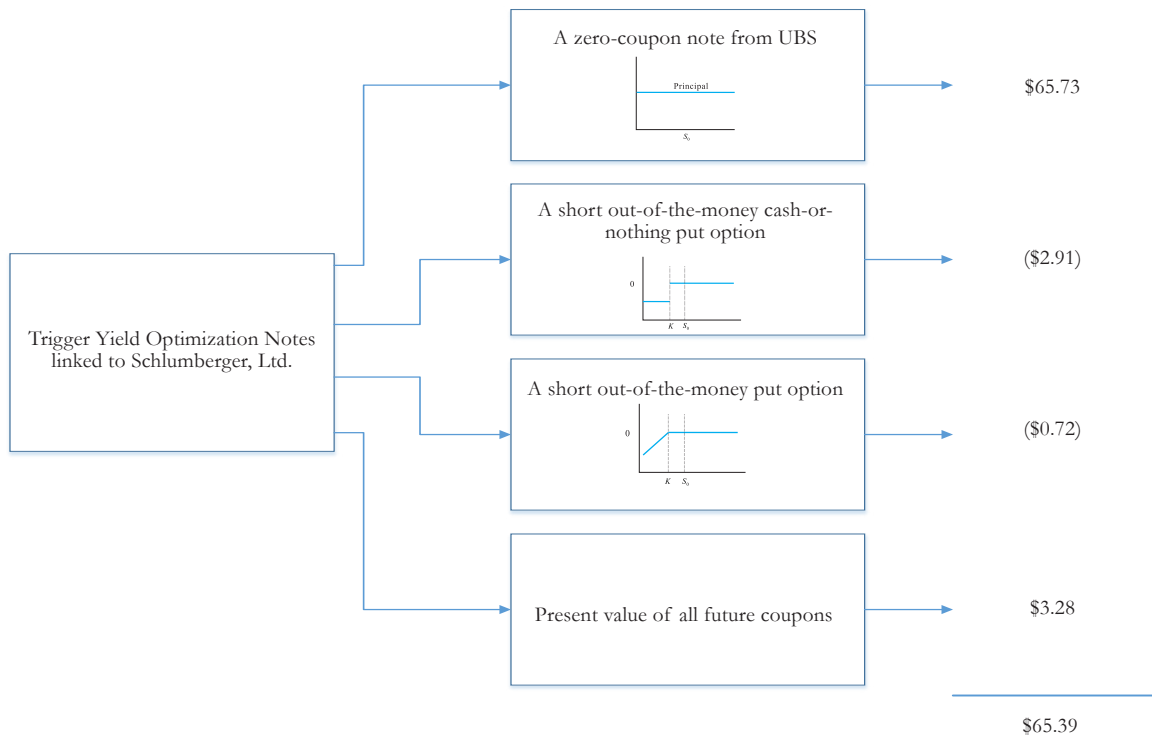 A zero-coupon note from UBS
Principal
S₀
$65.73
A short out-of-the-money cash-or-
nothing put option
0
K S₀
($2.91)
Trigger Yield Optimization Notes
linked to Schlumberger, Ltd.
A short out-of-the-money put option
0
K S₀
($0.72)
Present value of all future coupons
$3.28
$65.39